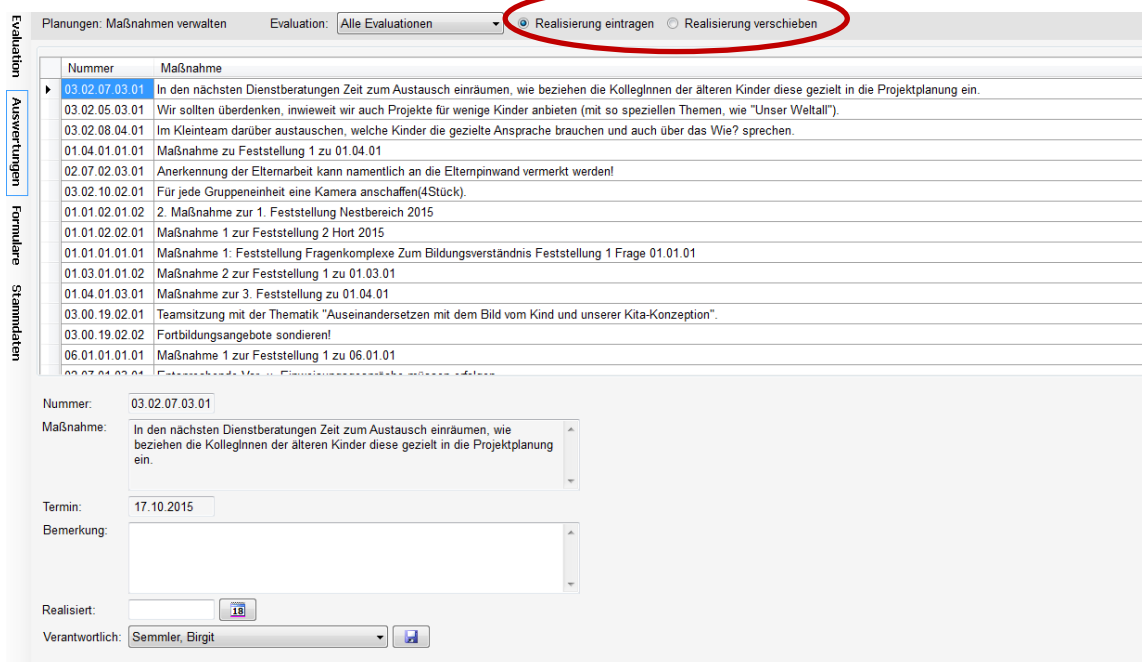 Planungen: Maßnahmen verwalten Evaluation: Alle Evaluationen Realisierung eintragen Realisierung verschieben
Evaluation
Auswertungen
Formulare
Stammdaten
Nummer Maßnahme
03.02.07.03.01 In den nächsten Dienstberatungen Zeit zum Austausch einräumen, wie beziehen die KollegInnen der älteren Kinder diese gezielt in die Projektplanung ein.
03.02.05.03.01 Wir sollten überdenken, inwieweit wir auch Projekte für wenige Kinder anbieten (mit so speziellen Themen, wie "Unser Weltall").
03.02.08.04.01 Im Kleinteam darüber austauschen, welche Kinder die gezielte Ansprache brauchen und auch über das Wie? sprechen.
01.04.01.01.01 Maßnahme zu Feststellung 1 zu 01.04.01
02.07.02.03.01 Anerkennung der Elternarbeit kann namentlich an die Elternpinwand vermerkt werden!
03.02.10.02.01 Für jede Gruppeneinheit eine Kamera anschaffen(4Stück).
01.01.02.01.02 2. Maßnahme zur 1. Feststellung Nestbereich 2015
01.01.02.02.01 Maßnahme 1 zur Feststellung 2 Hort 2015
01.01.01.01.01 Maßnahme 1: Feststellung Fragenkomplexe Zum Bildungsverständnis Feststellung 1 Frage 01.01.01
01.03.01.01.02 Maßnahme 2 zur Feststellung 1 zu 01.03.01
01.04.01.03.01 Maßnahme zur 3. Feststellung zu 01.04.01
03.00.19.02.01 Teamsitzung mit der Thematik "Auseinandersetzen mit dem Bild vom Kind und unserer Kita-Konzeption".
03.00.19.02.02 Fortbildungsangebote sondieren!
06.01.01.01.01 Maßnahme 1 zur Feststellung 1 zu 06.01.01
Nummer: 03.02.07.03.01
Maßnahme: In den nächsten Dienstberatungen Zeit zum Austausch einräumen, wie
beziehen die KollegInnen der älteren Kinder diese gezielt in die Projektplanung
ein.
Termin: 17.10.2015
Bemerkung:
Realisiert: 18
Verantwortlich: Semmler, Birgit